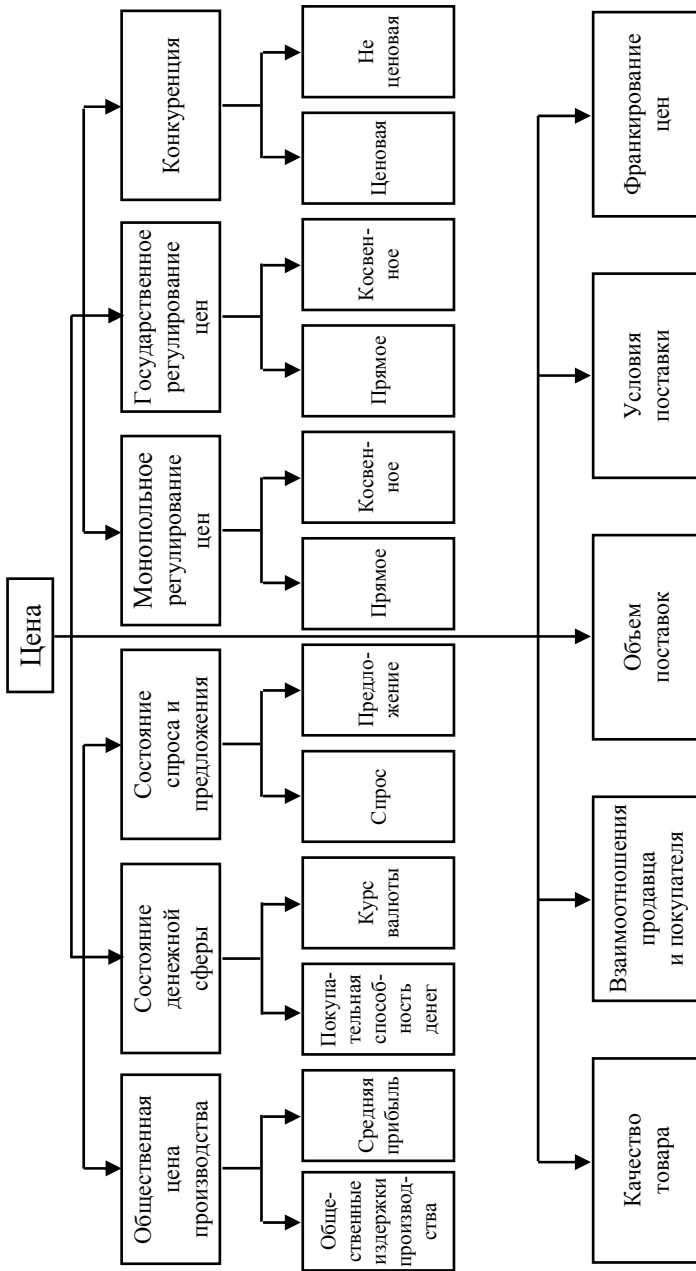 Цена
Общественная
цена
производства
Состояние
денежной
сферы
Состояние
спроса и
предложения
Монопольное
регулирование
цен
Государственное
регулирование
цен
Конкуренция
Обще-
ственные
издержки
производ-
ства
Средняя
прибыль
Покупа-
тельная
способ-
ность
денег
Курс
валюты
Спрос
Предло-
жение
Прямое
Косвен-
ное
Прямое
Косвен-
ное
Ценовая
Не
ценовая
Качество
товара
Взаимоотношения
продавца
и покупателя
Объем
поставок
Условия
поставки
Франкирование
цен